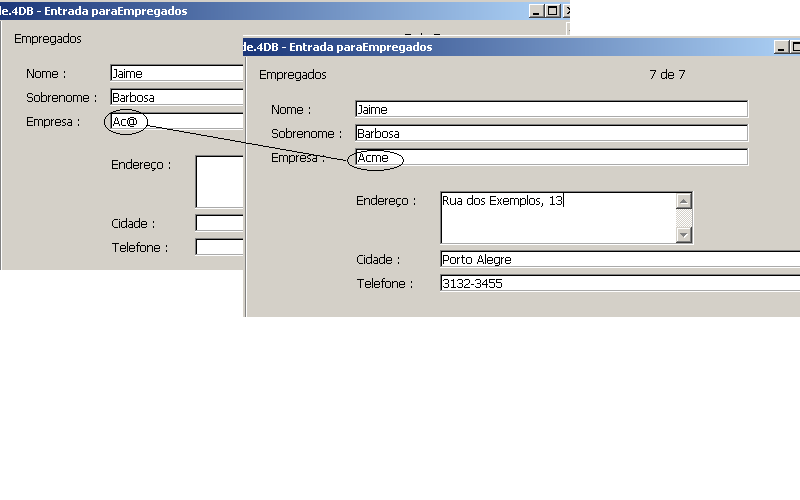 de.4DB - Entrada paraEmpregados
Empregados
Nome :
Jaime
Sobrenome :
Barbosa
Empresa :
Ac@
Endereço :
Cidade :
Telefone :
de.4DB - Entrada paraEmpregados
Empregados
7 de 7
Nome :
Jaime
Sobrenome :
Barbosa
Empresa :
Acme
Endereço :
Rua dos Exemplos, 13
Cidade :
Porto Alegre
Telefone :
3132-3455